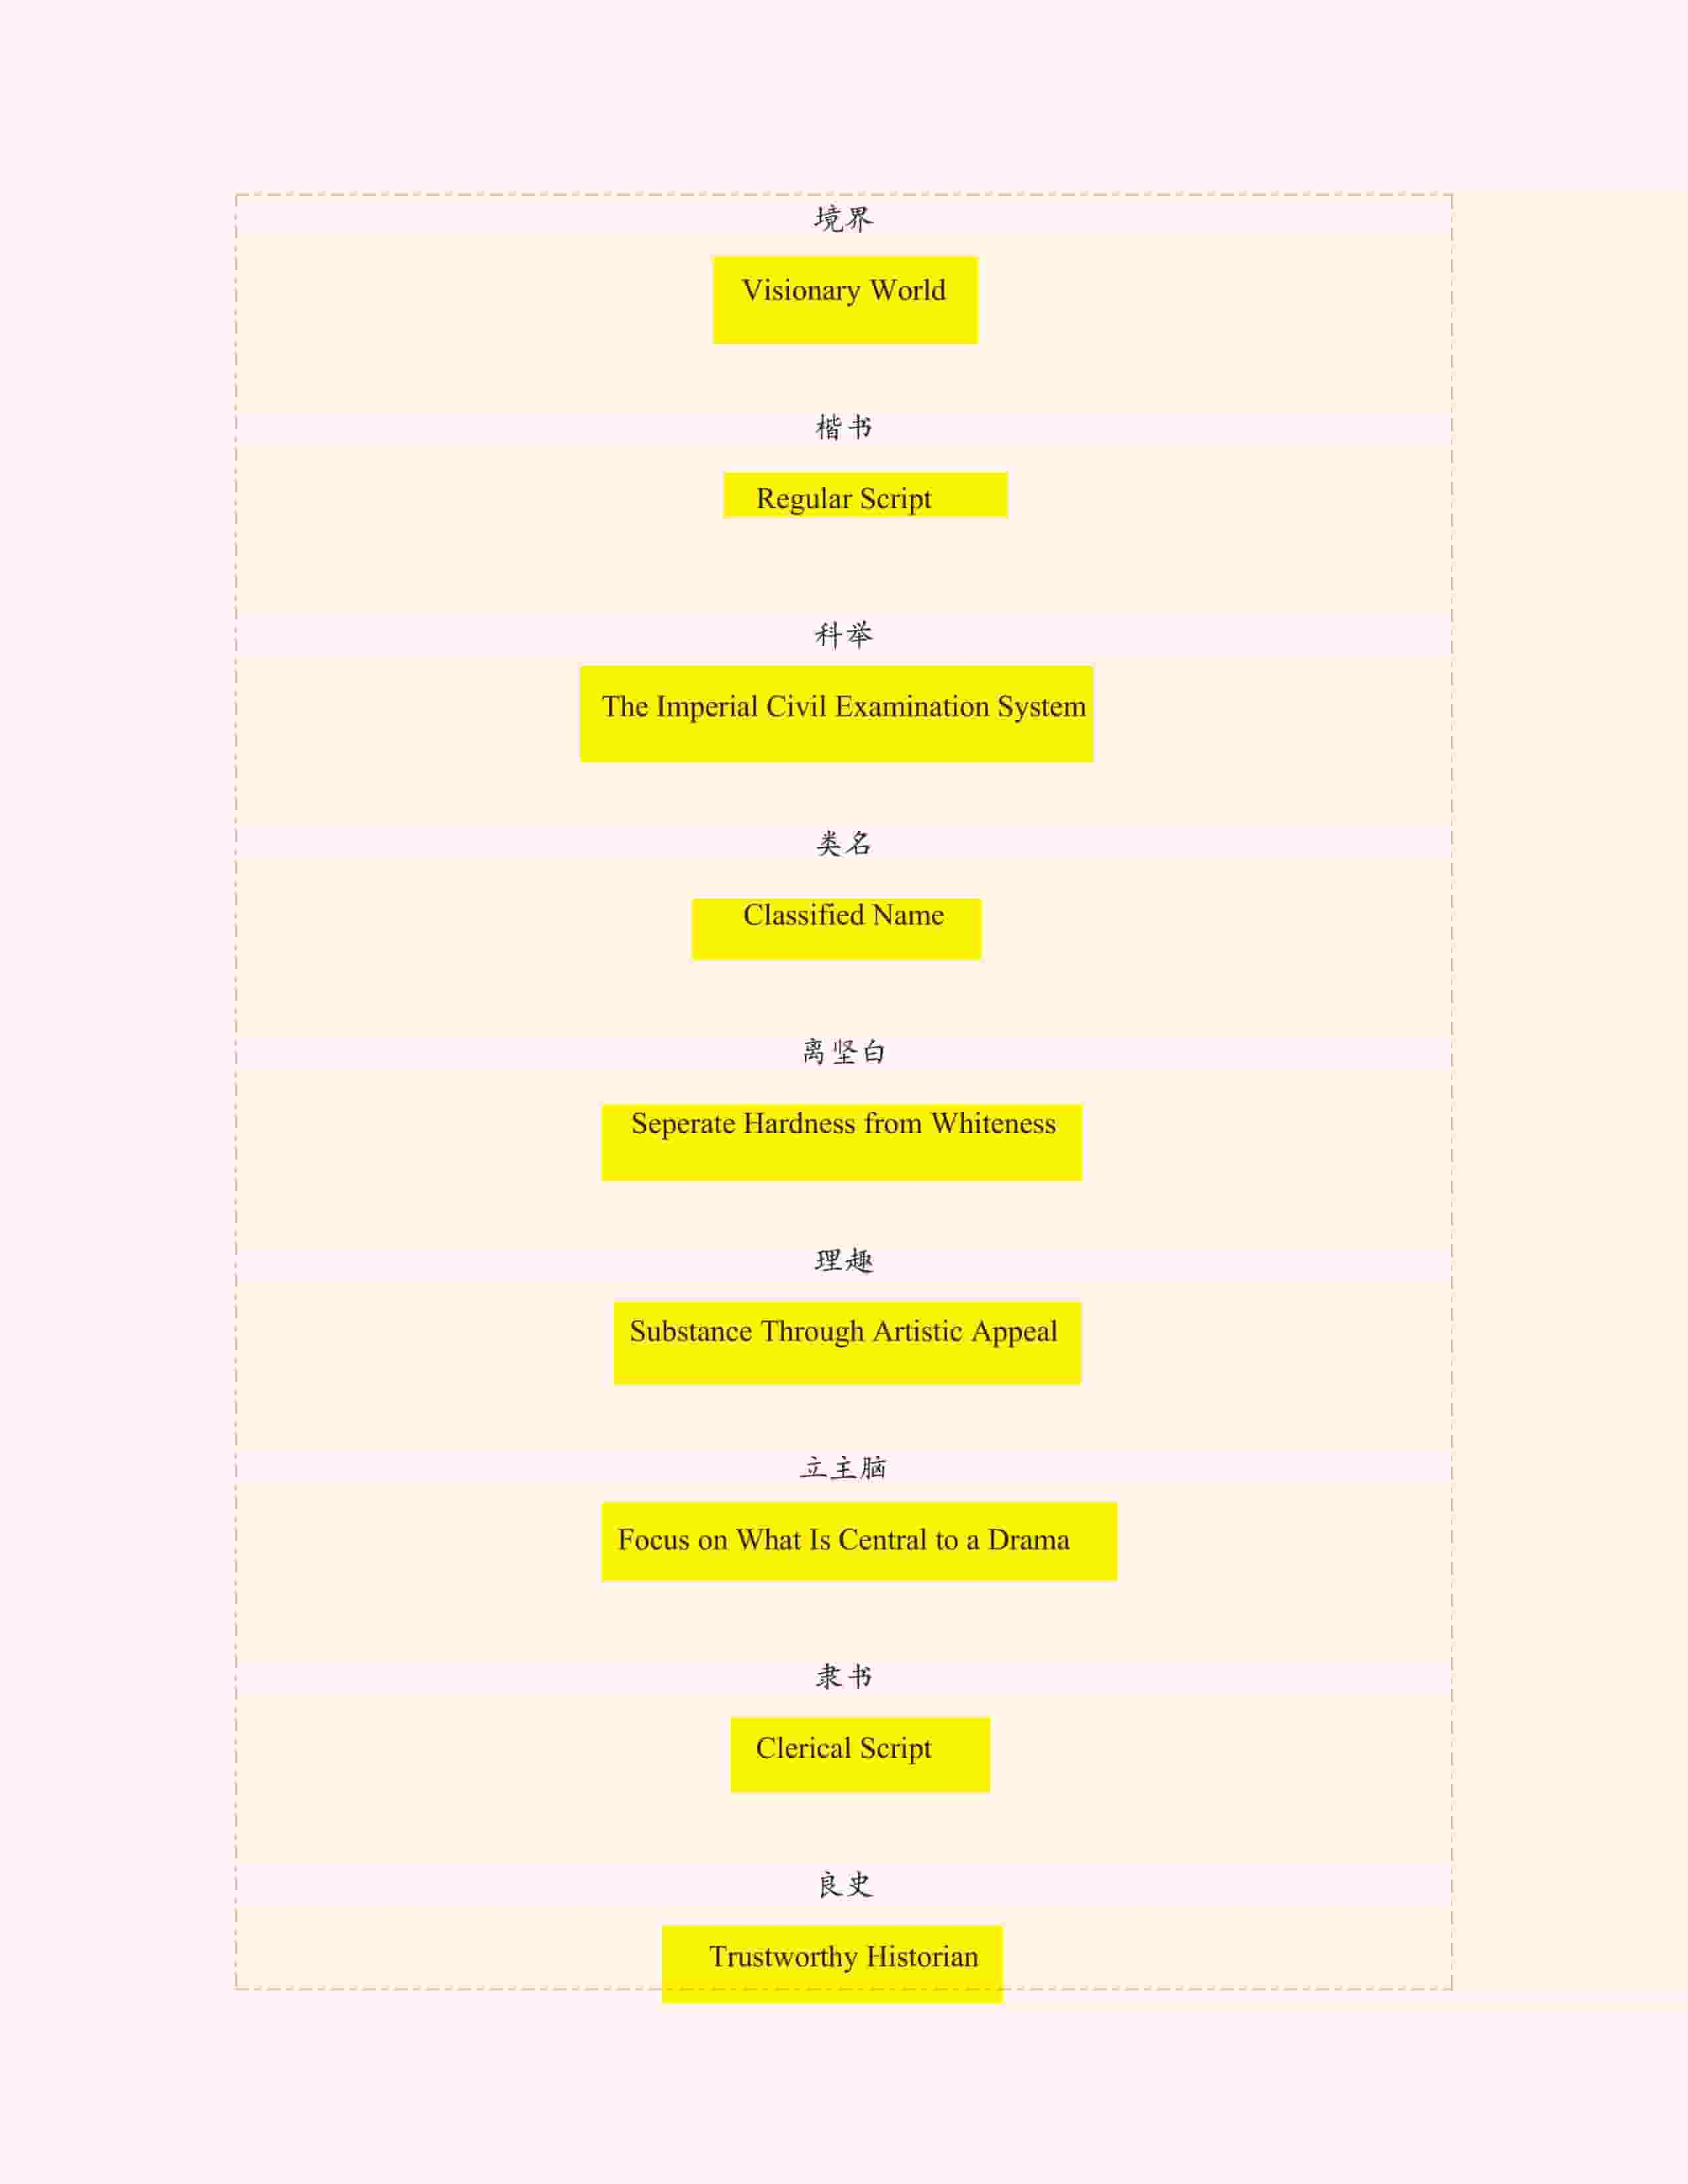 境界
Visionary World
楷书
Regular Script
科举
The Imperial Civil Examination System
类名
Classified Name
离坚白
Seperate Hardness from Whiteness
理趣
Substance Through Artistic Appeal
立主脑
Focus on What Is Central to a Drama
隶书
Clerical Script
良史
Trustworthy Historian